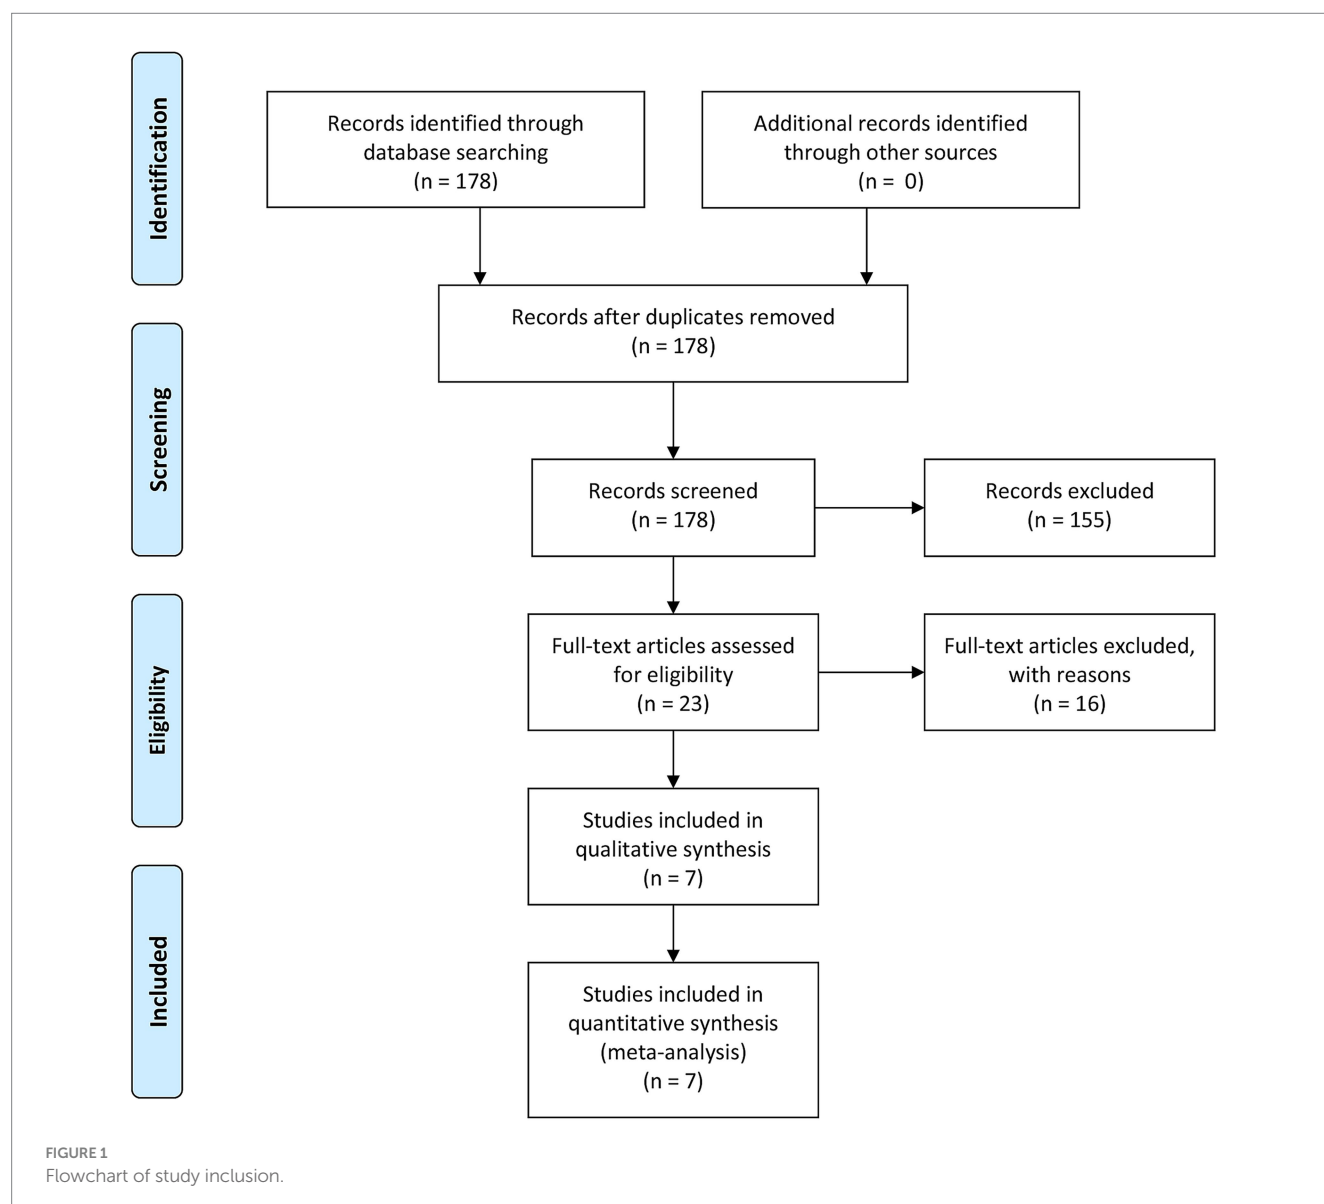 Identification
Records identified through
database searching
(n = 178)
Additional records identified
through other sources
(n =  0)
Records after duplicates removed
(n = 178)
Screening
Records screened
(n = 178)
Records excluded
(n = 155)
Eligibility
Full-text articles assessed
for eligibility
(n = 23)
Full-text articles excluded,
with reasons
(n = 16)
Studies included in
qualitative synthesis
(n = 7)
Included
Studies included in
quantitative synthesis
(meta-analysis)
(n = 7)
FIGURE 1
Flowchart of study inclusion.